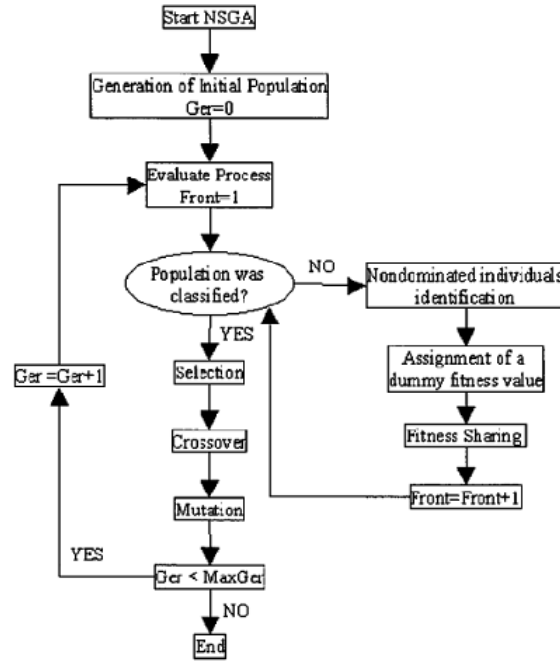 Start NSGA
Generation of Initial Population
Ger=0
Evaluate Process
Front=1
Population was
classified?
NO
Nondominated individuals
identification
YES
Assignment of a
dummy fitness value
Ger =Ger+1
Selection
Fitness Sharing
Crossover
Front=Front+1
Mutation
YES
Ger < MaxGer
NO
End